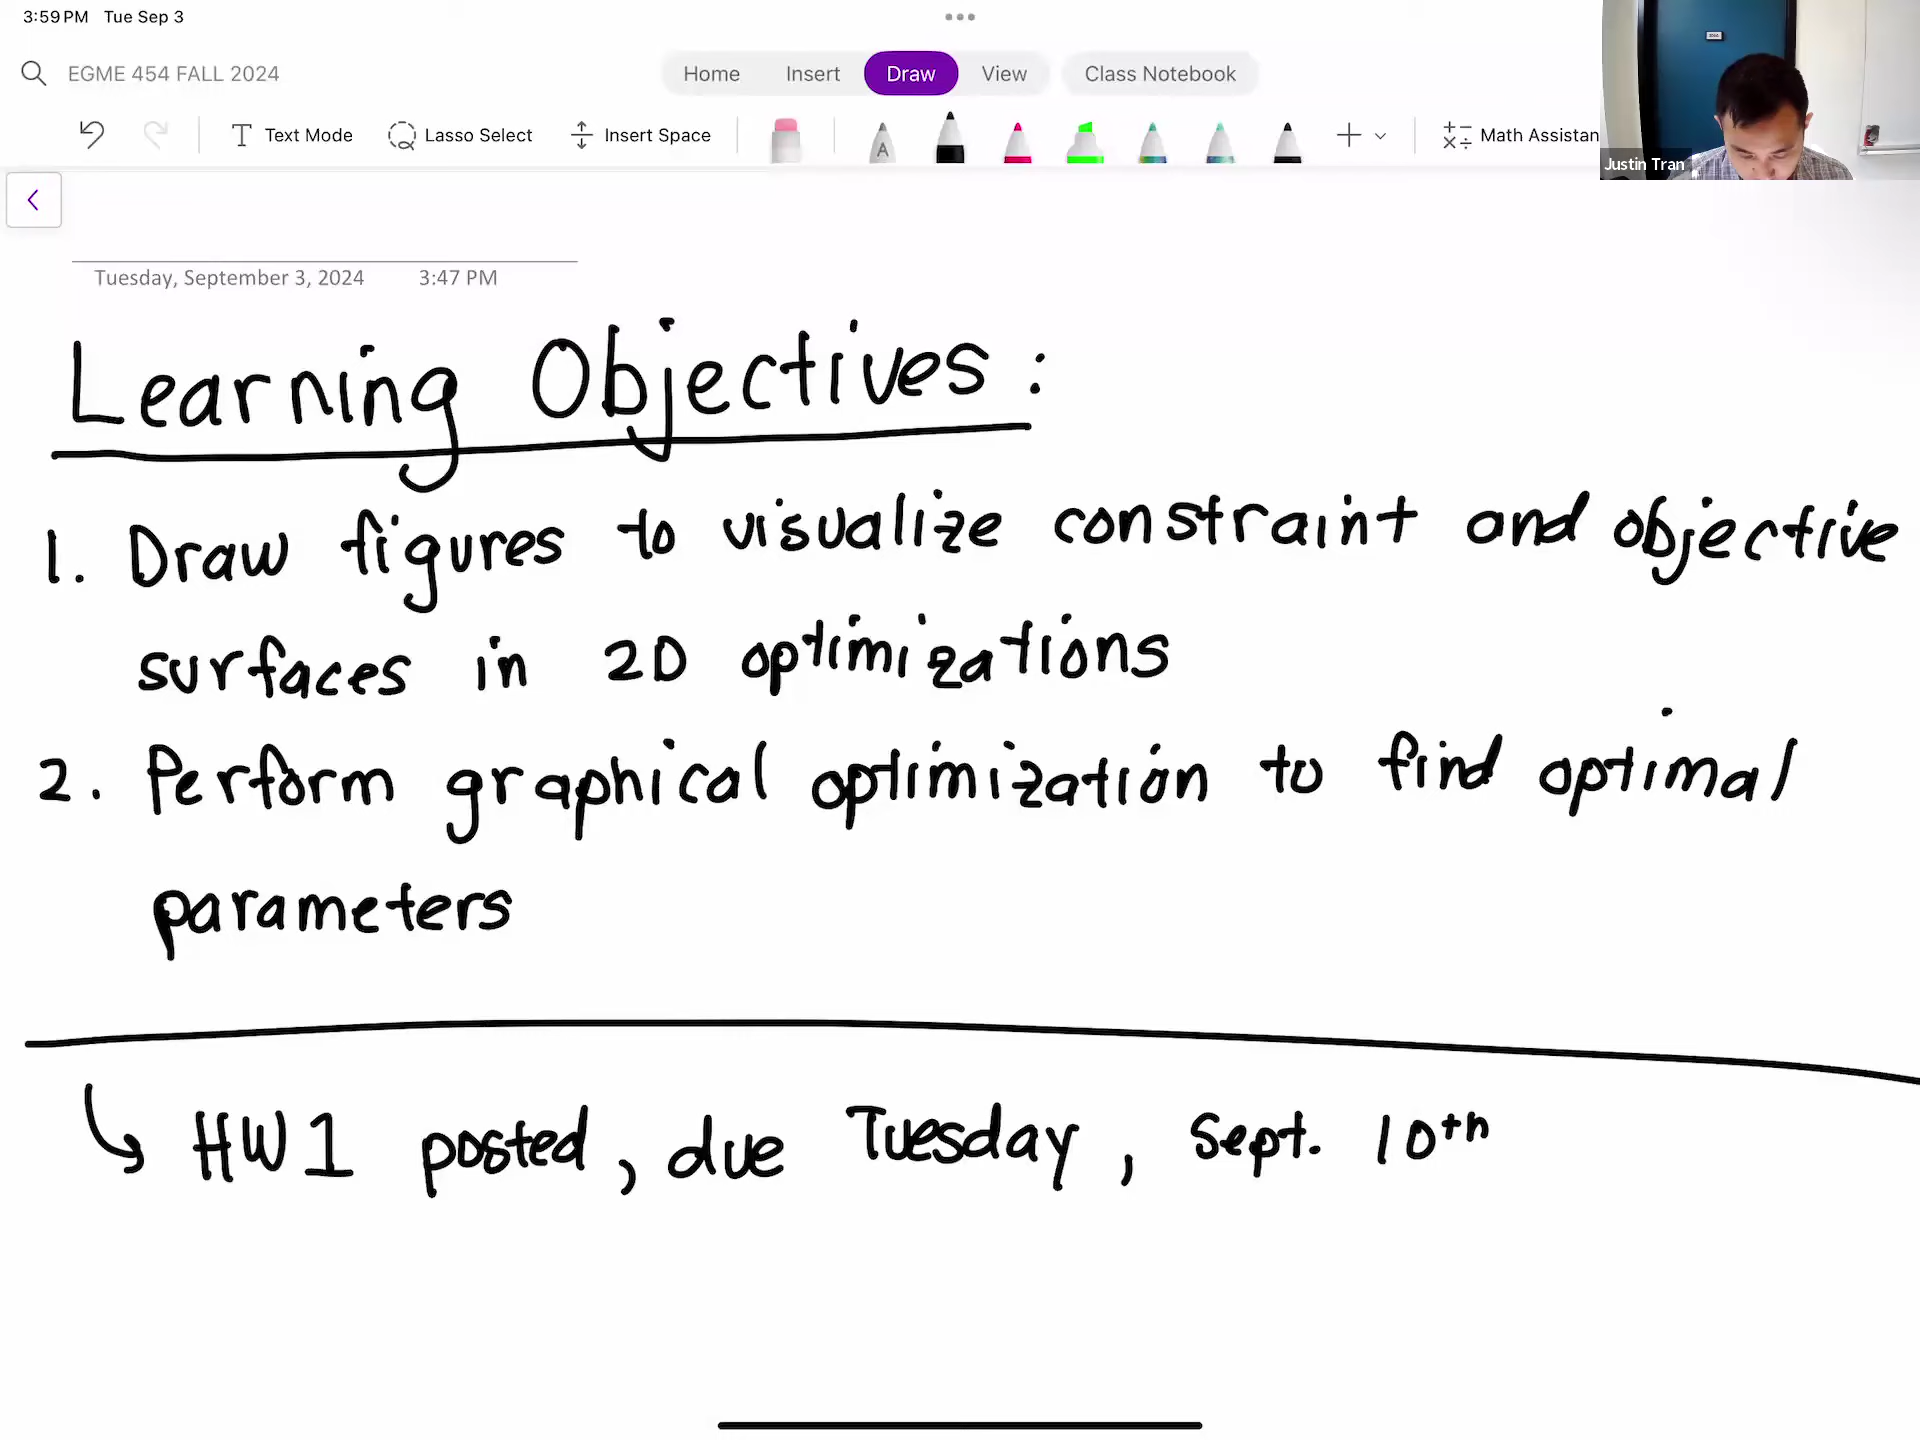 3:59 PM Tue Sep 3
EGME 454 FALL 2024
Home Insert Draw View Class Notebook
Text Mode Lasso Select Insert Space A Math Assistan
Justin Tran
Tuesday, September 3, 2024 3:47 PM
Learning Objectives:
1. Draw figures to visualize constraint and objective
surfaces in 2D optimizations
2. Perform graphical optimization to find optimal
parameters
HW1 posted, due Tuesday, Sept. 10th